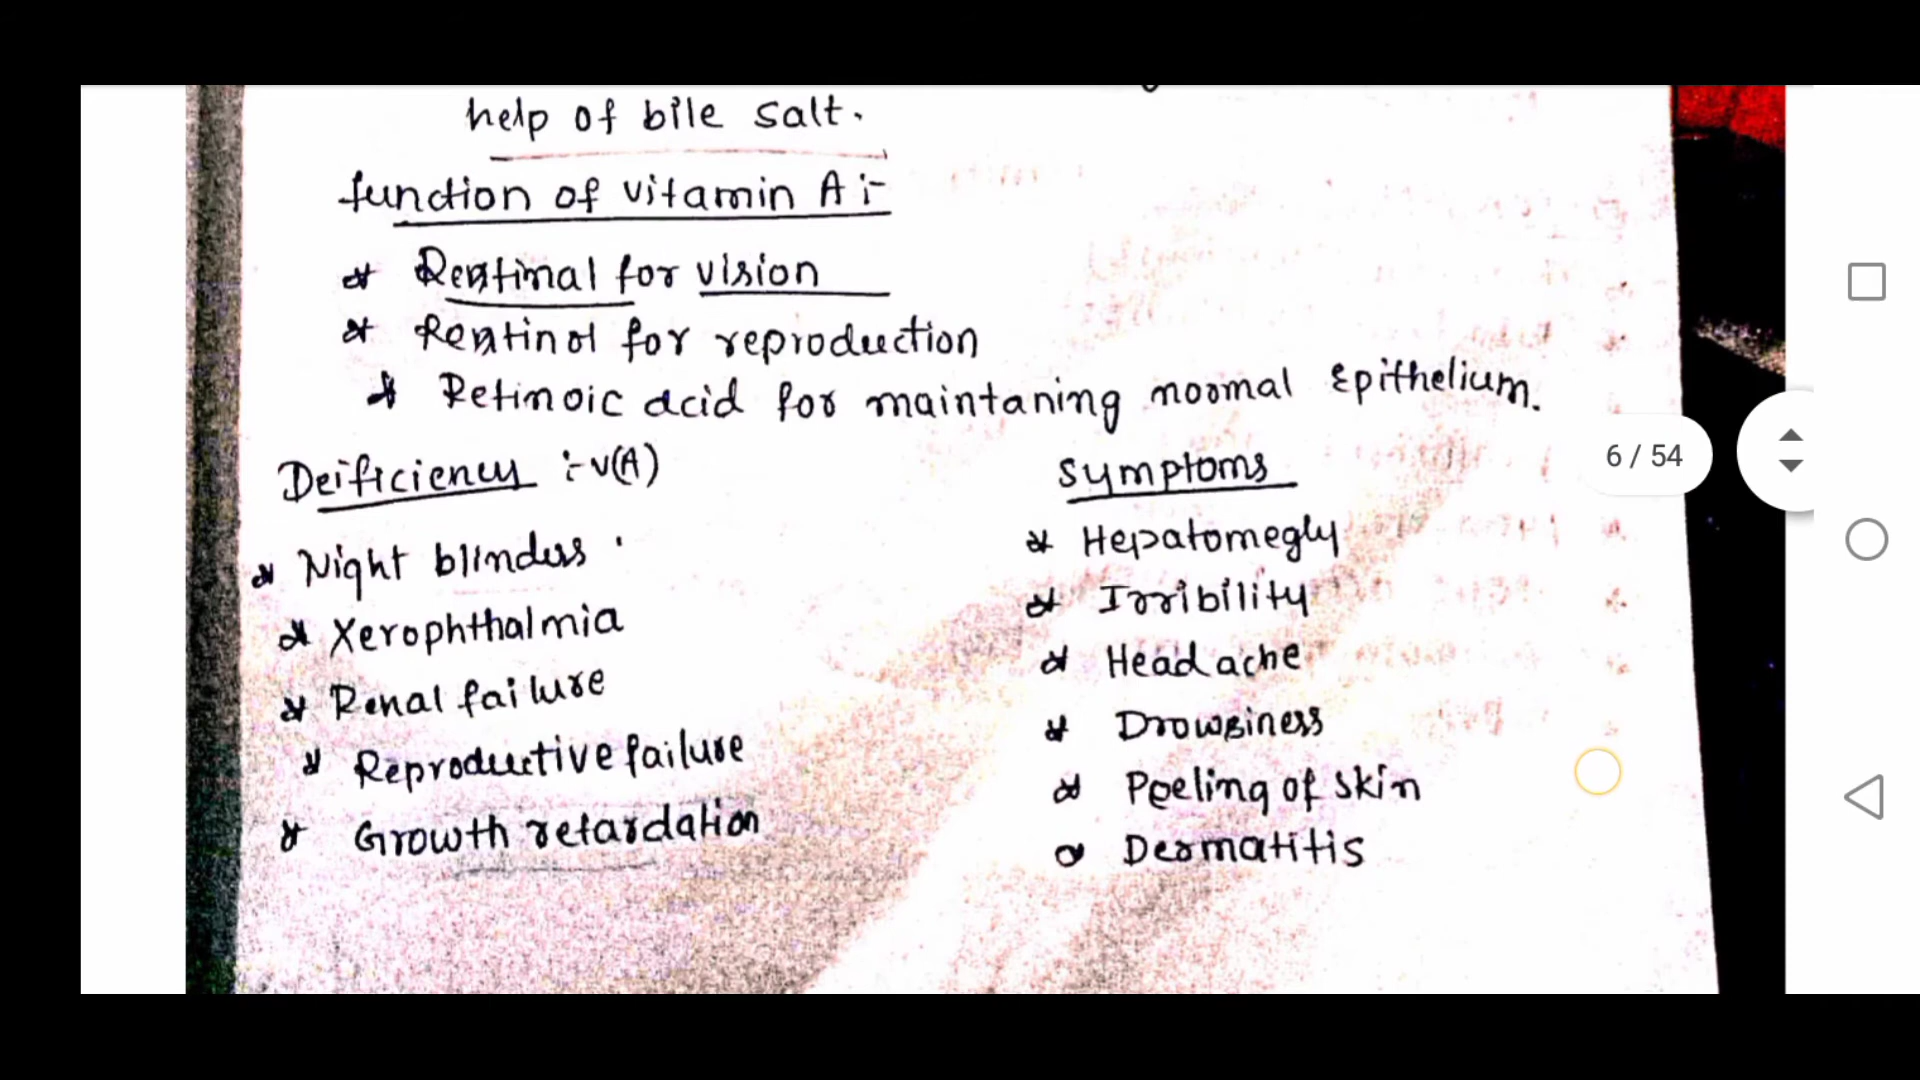 help of bile salt.
function of vitamin A :-
Rentinal for vision
Rentinol for reproduction
Retinoic acid for maintaning normal Epithelium.
Deificiency :- v(A)
Night blindess
Xerophthalmia
Renal failure
Reproductive failure
Growth retardation
Symptoms
Hepatomegly
Irribility
Headache
Drowsiness
Peeling of skin
Dermatitis
6 / 54